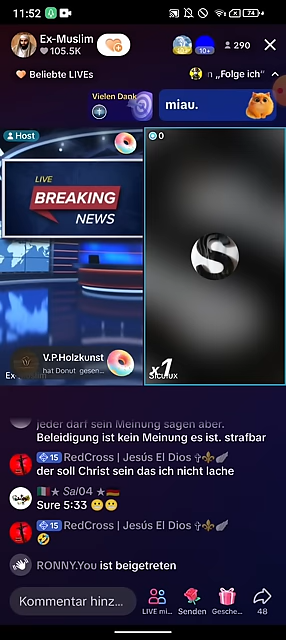 11:52
74
Ex-Muslim
105.5K
10+
290
Beliebte LIVEs
n „Folge ich“
Vielen Dank
miau.
Host
0
LIVE
BREAKING
NEWS
S
V.P.Holzkunst
hat Donut gesen...
x1
jeder darf sein Meinung sagen aber.
Beleidigung ist kein Meinung es ist. strafbar
15 RedCross | Jesús El Dios ✞⚜🪽
der soll Christ sein das ich nicht lache
🇮🇹★ Sal04 ★🇩🇪
Sure 5:33 😬😬
15 RedCross | Jesús El Dios ✞⚜🪽
🤣
RONNY.You ist beigetreten
Kommentar hinz...
LIVE mi...
Senden
Gesche...
48